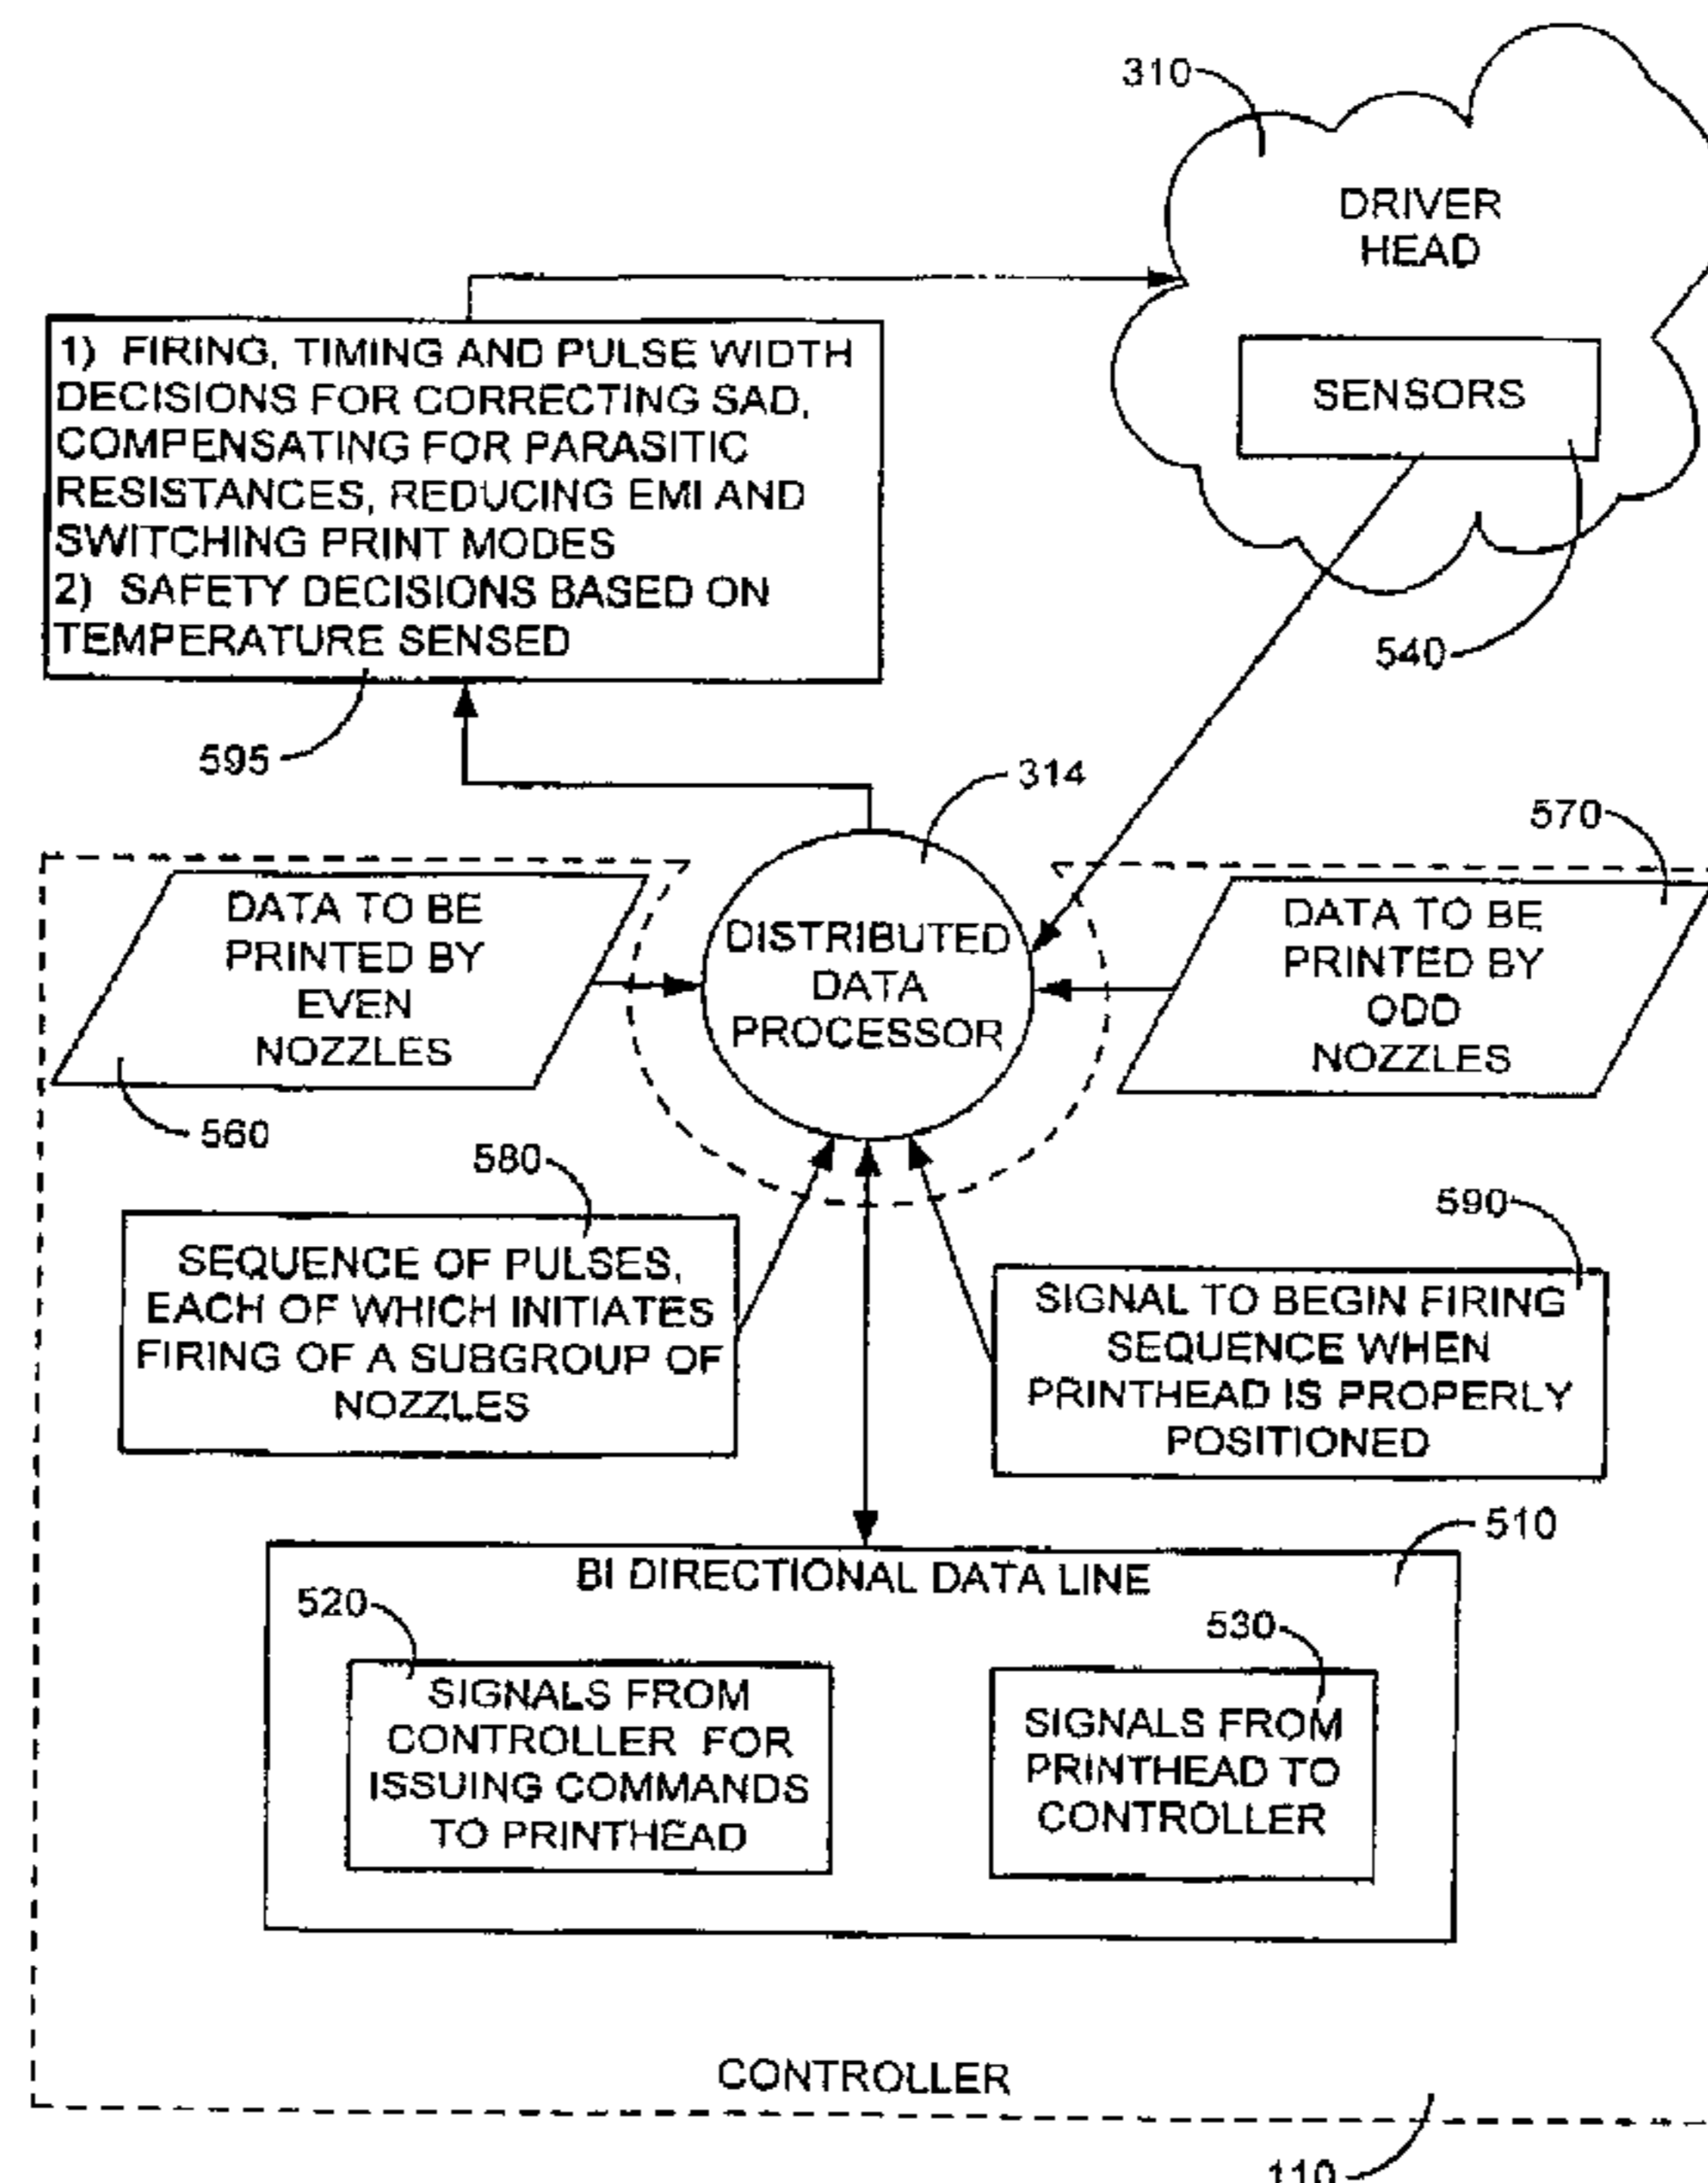 310
DRIVER
HEAD
SENSORS
540
1) FIRING, TIMING AND PULSE WIDTH
DECISIONS FOR CORRECTING SAD,
COMPENSATING FOR PARASITIC
RESISTANCES, REDUCING EMI AND
SWITCHING PRINT MODES
2) SAFETY DECISIONS BASED ON
TEMPERATURE SENSED
595
314
570
DATA TO BE
PRINTED BY
EVEN
NOZZLES
560
DISTRIBUTED
DATA
PROCESSOR
DATA TO BE
PRINTED BY
ODD
NOZZLES
580
SEQUENCE OF PULSES,
EACH OF WHICH INITIATES
FIRING OF A SUBGROUP OF
NOZZLES
590
SIGNAL TO BEGIN FIRING
SEQUENCE WHEN
PRINTHEAD IS PROPERLY
POSITIONED
510
BI DIRECTIONAL DATA LINE
520
SIGNALS FROM
CONTROLLER FOR
ISSUING COMMANDS
TO PRINTHEAD
530
SIGNALS FROM
PRINTHEAD TO
CONTROLLER
CONTROLLER
110